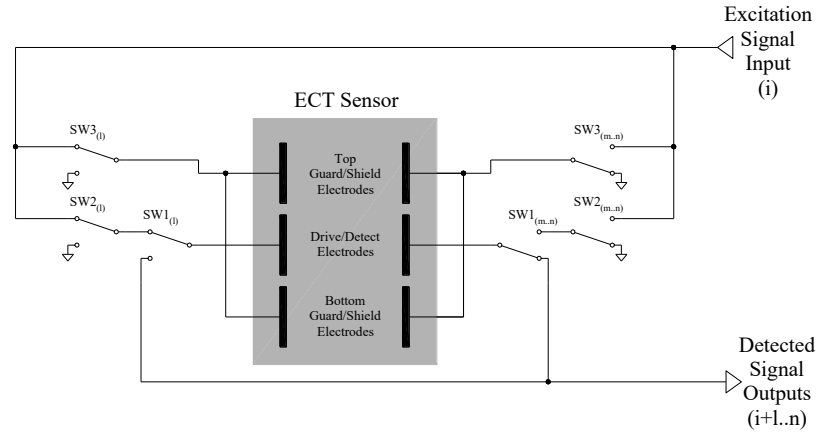 Excitation
Signal
Input
(i)
ECT Sensor
SW3(l)
SW3(m..n)
Top
Guard/Shield
Electrodes
SW2(l)
SW1(l)
SW1(m..n)
SW2(m..n)
Drive/Detect
Electrodes
Bottom
Guard/Shield
Electrodes
Detected
Signal
Outputs
(i+l..n)